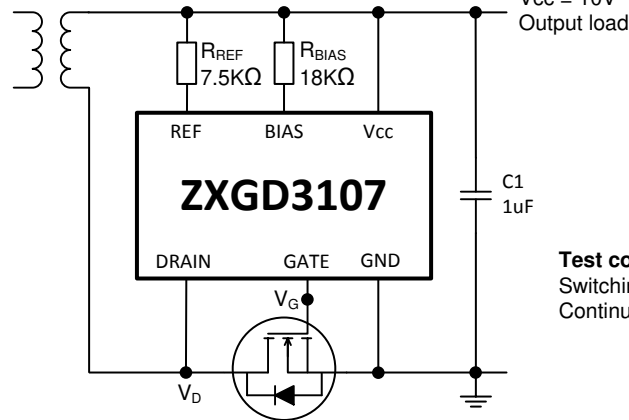 Vcc = 10V
Output load
RREF
7.5KΩ
RBIAS
18KΩ
REF
BIAS
Vcc
ZXGD3107
C1
1uF
DRAIN
GATE
GND
VG
VD
Test co
Switchin
Continu